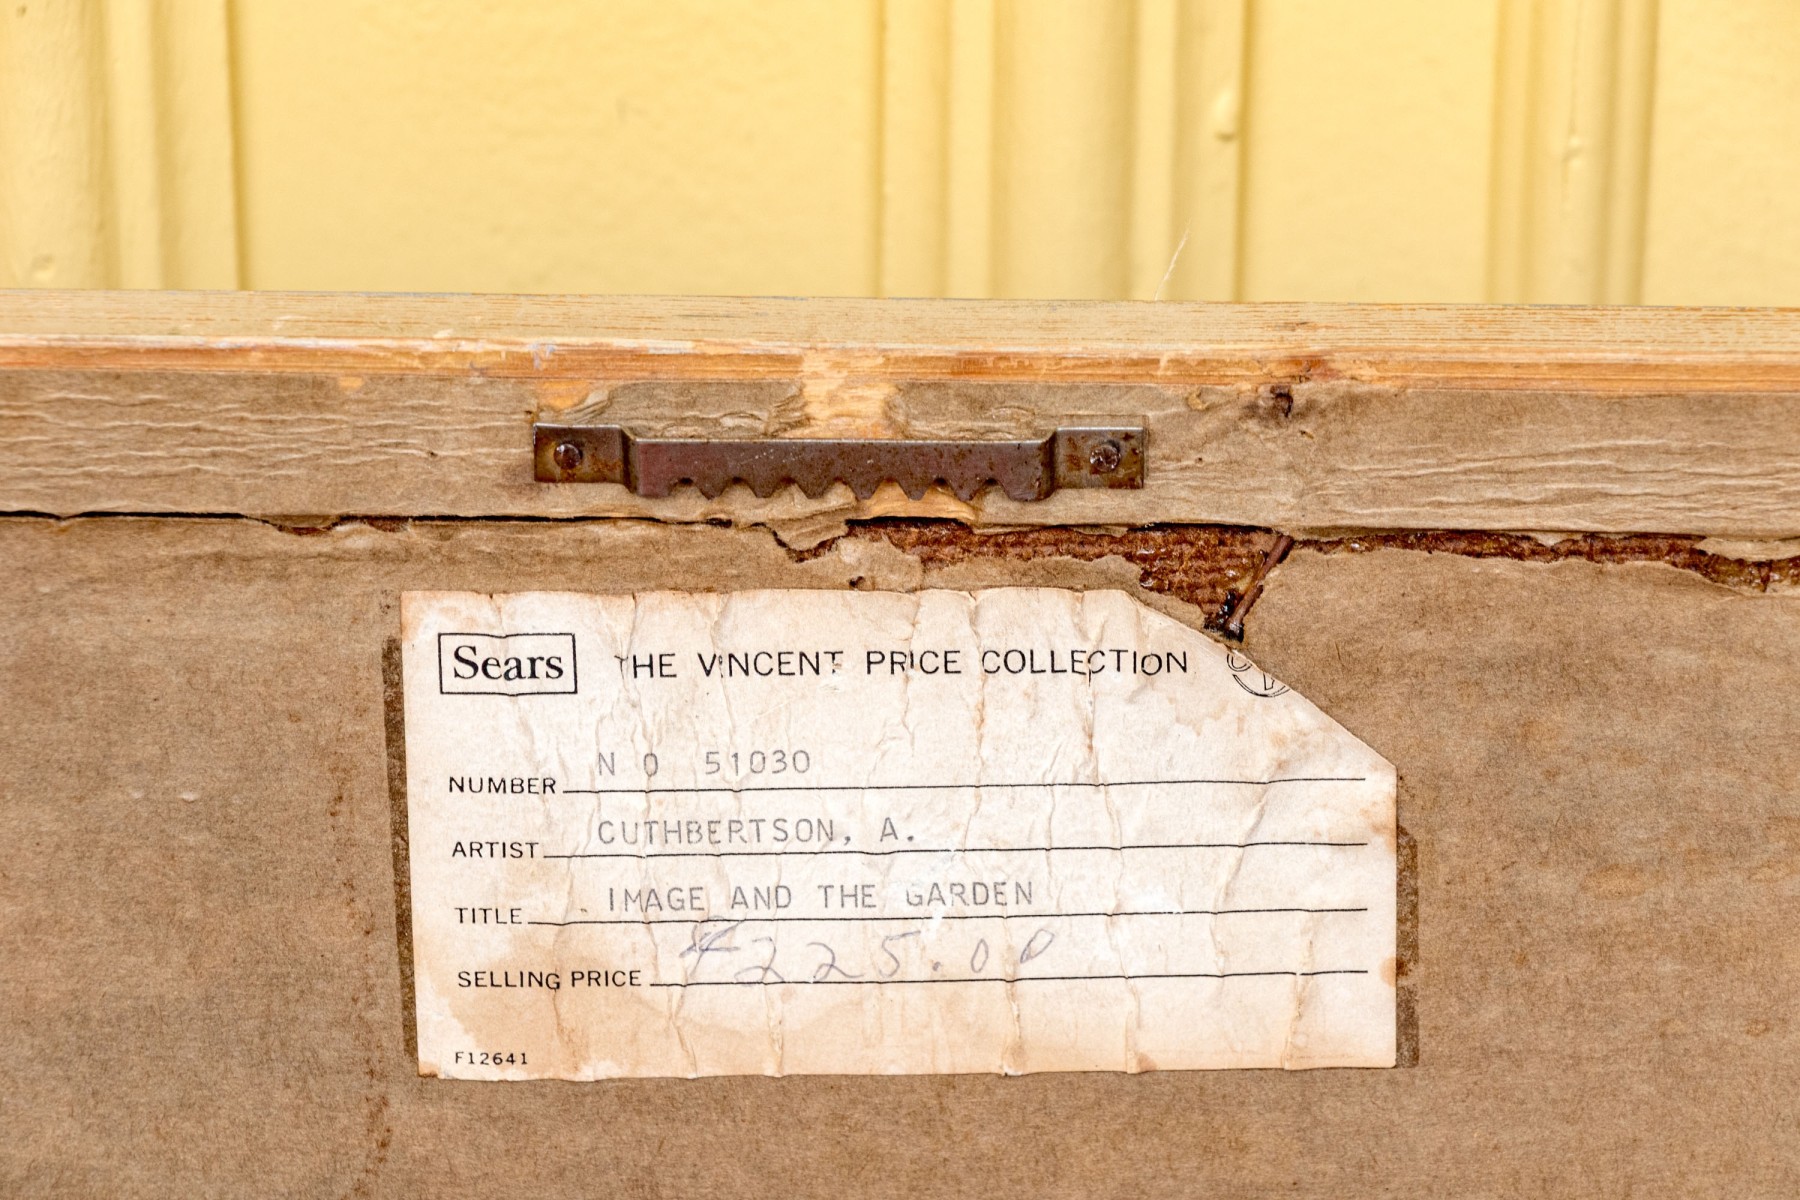 Sears THE VINCENT PRICE COLLECTION
NUMBER N O 51030
ARTIST CUTHBERTSON, A.
TITLE IMAGE AND THE GARDEN
SELLING PRICE $225.00
F12641